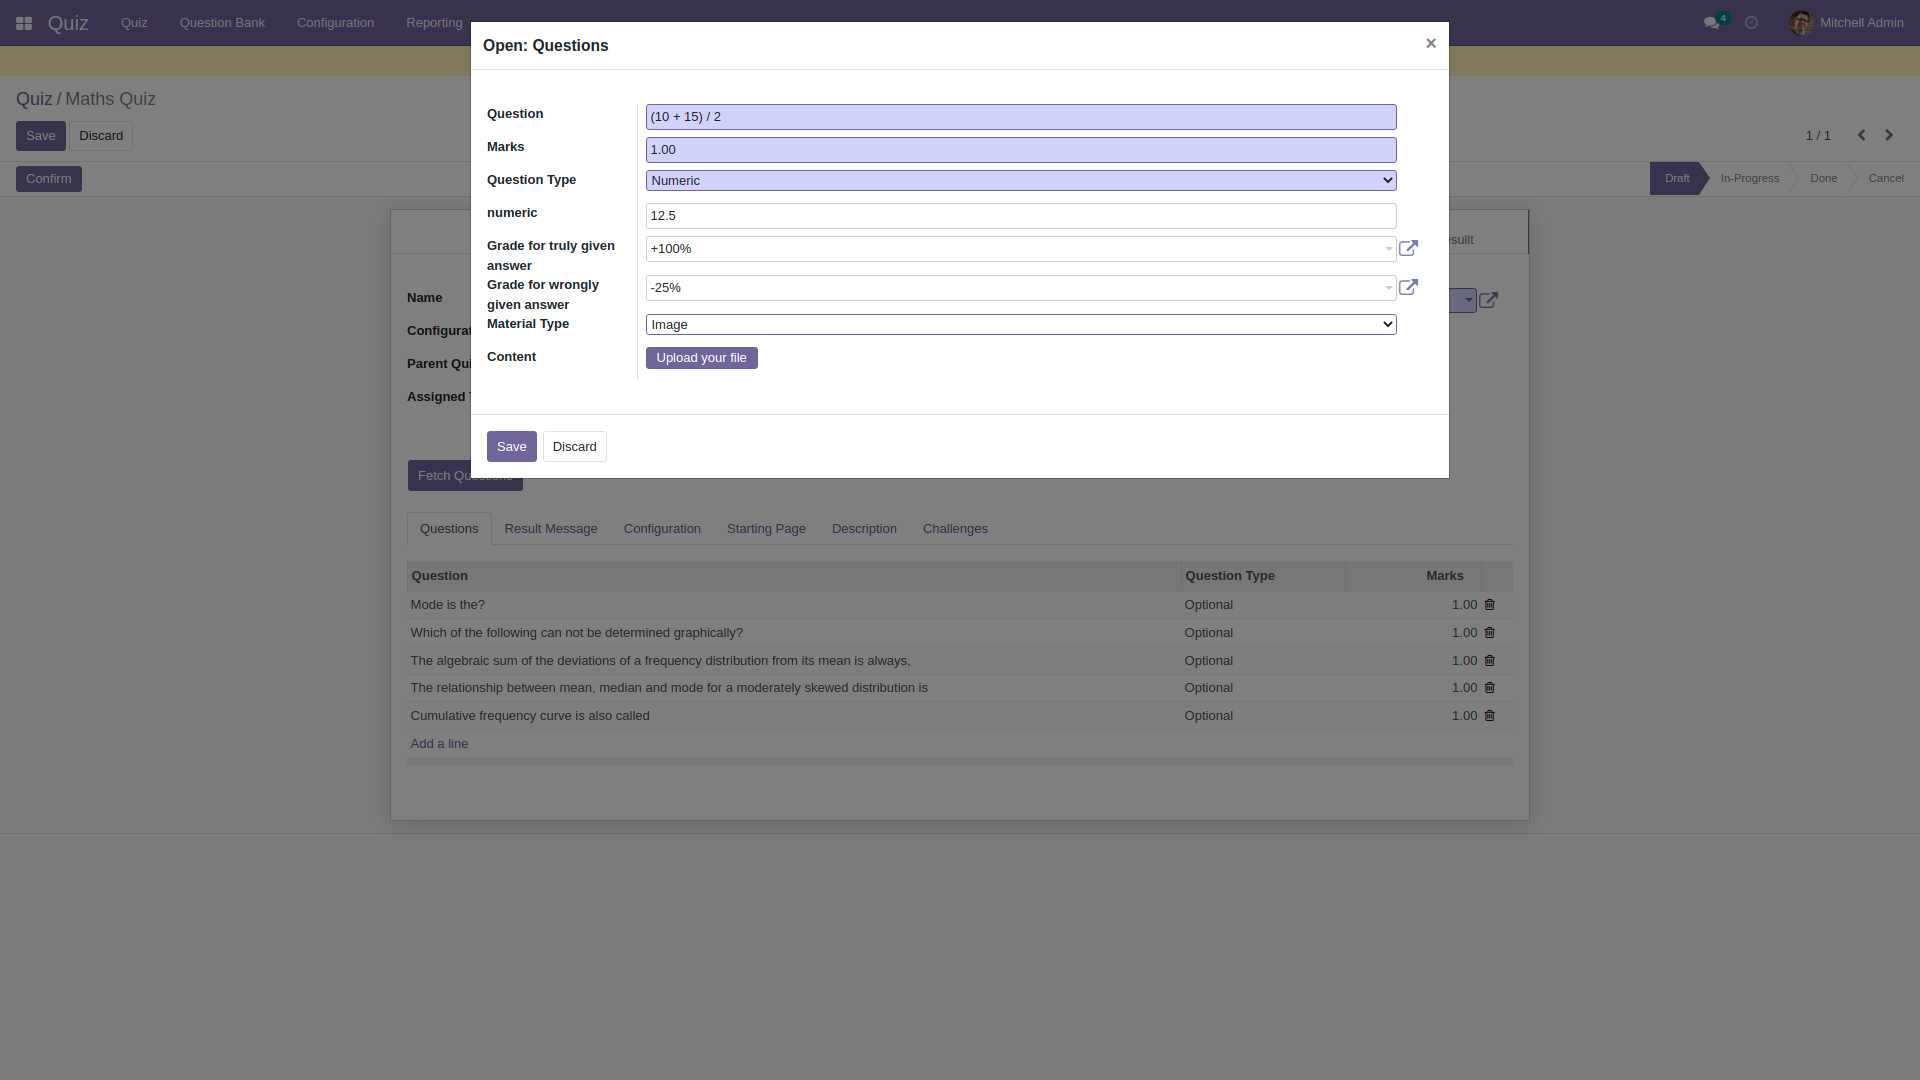 Quiz Quiz Question Bank Configuration Reporting 4 Mitchell Admin
Open: Questions ×
Quiz / Maths Quiz
Save Discard
1 / 1
Confirm
Draft In-Progress Done Cancel
Question (10 + 15) / 2
Marks 1.00
Question Type Numeric
numeric 12.5
Grade for truly given
answer
+100%
Grade for wrongly
given answer
-25%
Material Type Image
Content Upload your file
Save Discard
Name
Parent
Assigned
Fetch
Questions Result Message Configuration Starting Page Description Challenges
Question Question Type Marks
Mode is the? Optional 1.00
Which of the following can not be determined graphically? Optional 1.00
The algebraic sum of the deviations of a frequency distribution from its mean is always, Optional 1.00
The relationship between mean, median and mode for a moderately skewed distribution is Optional 1.00
Cumulative frequency curve is also called Optional 1.00
Add a line